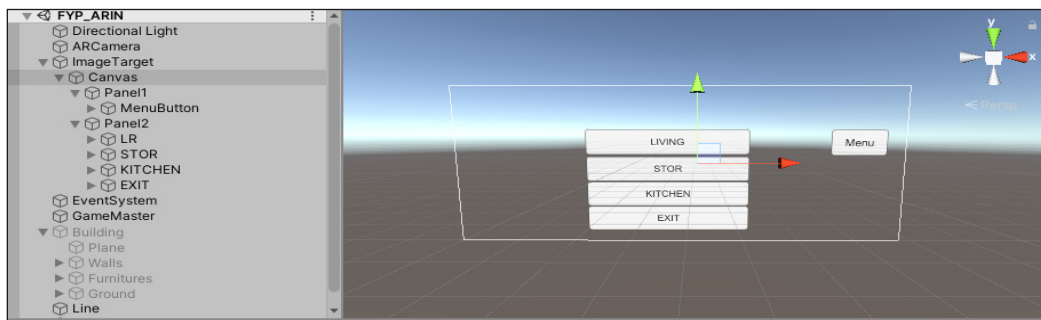 FYP_ARIN
Directional Light
ARCamera
ImageTarget
Canvas
Panel1
MenuButton
Panel2
LR
STOR
KITCHEN
EXIT
EventSystem
GameMaster
Building
Plane
Walls
Furnitures
Ground
Line
LIVING
STOR
KITCHEN
EXIT
Menu
y
x
Persp